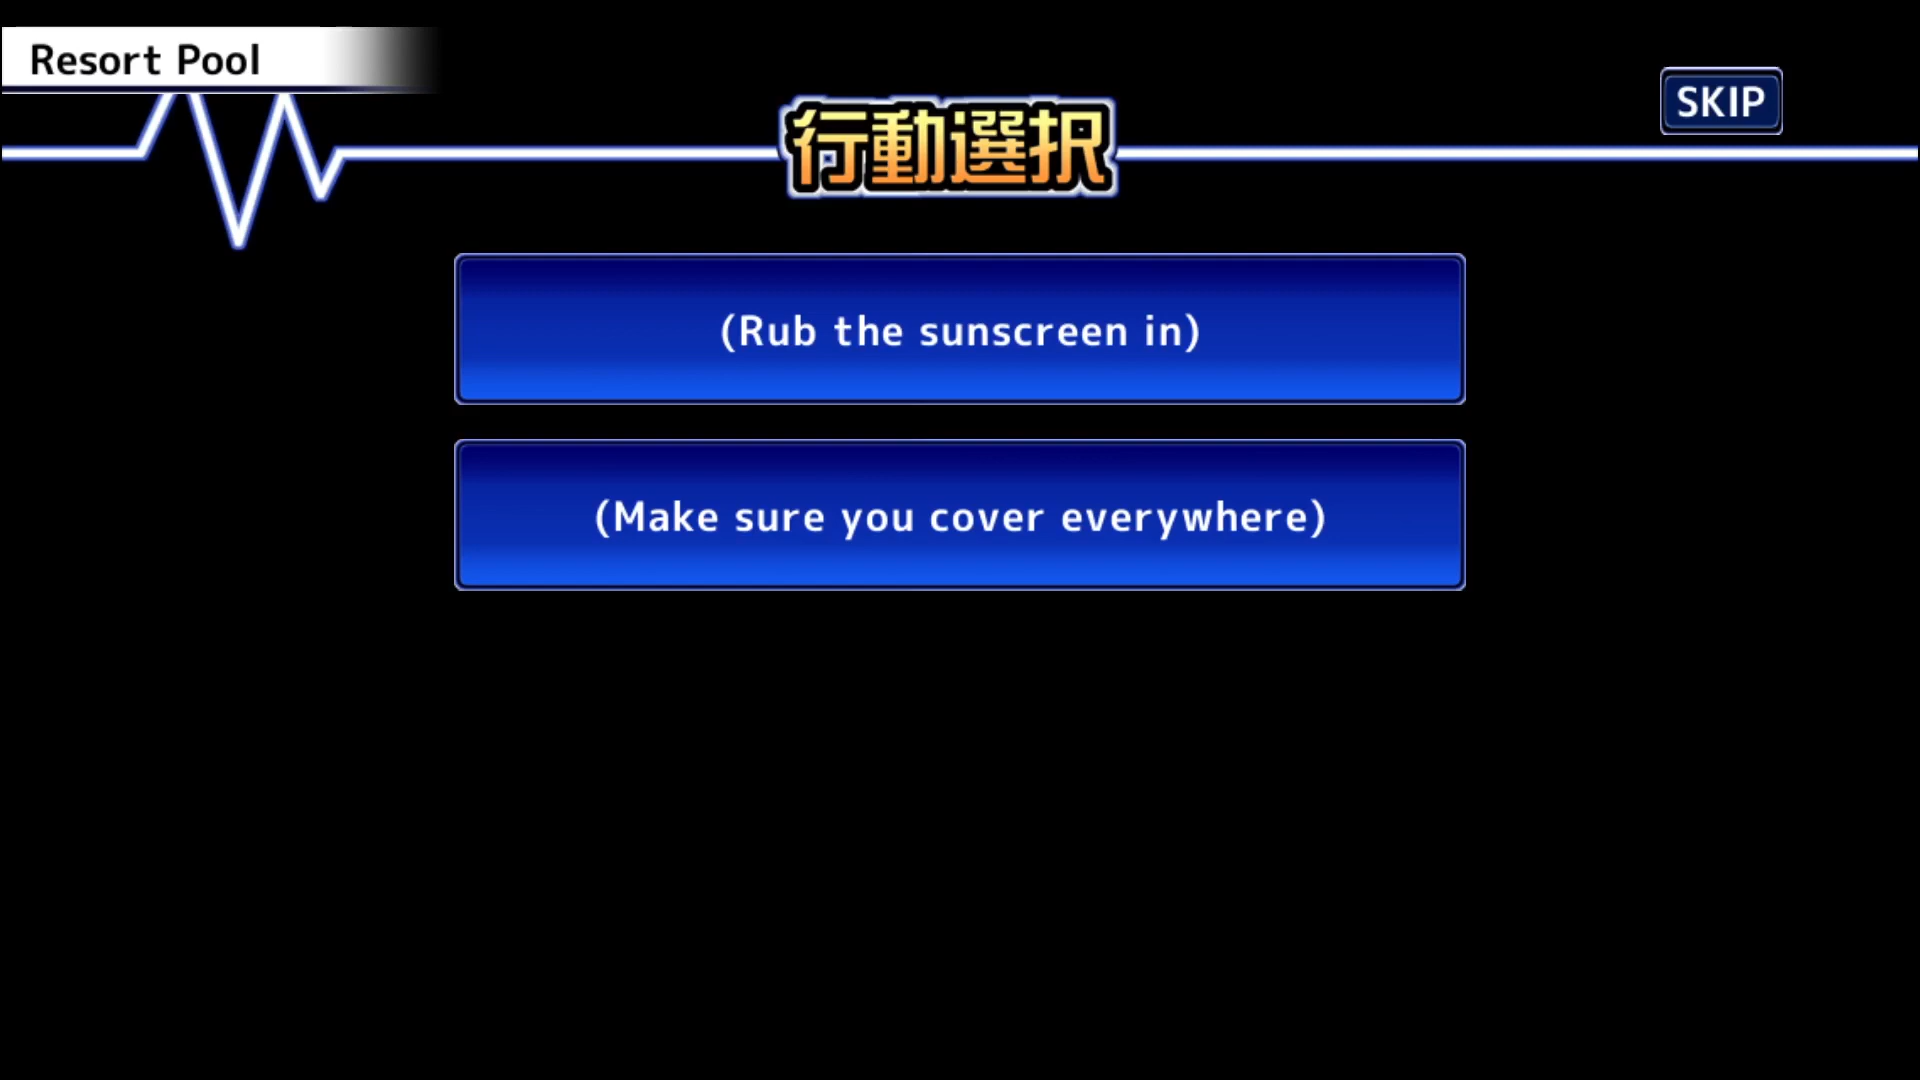 Resort Pool
SKIP
行動選択
(Rub the sunscreen in)
(Make sure you cover everywhere)